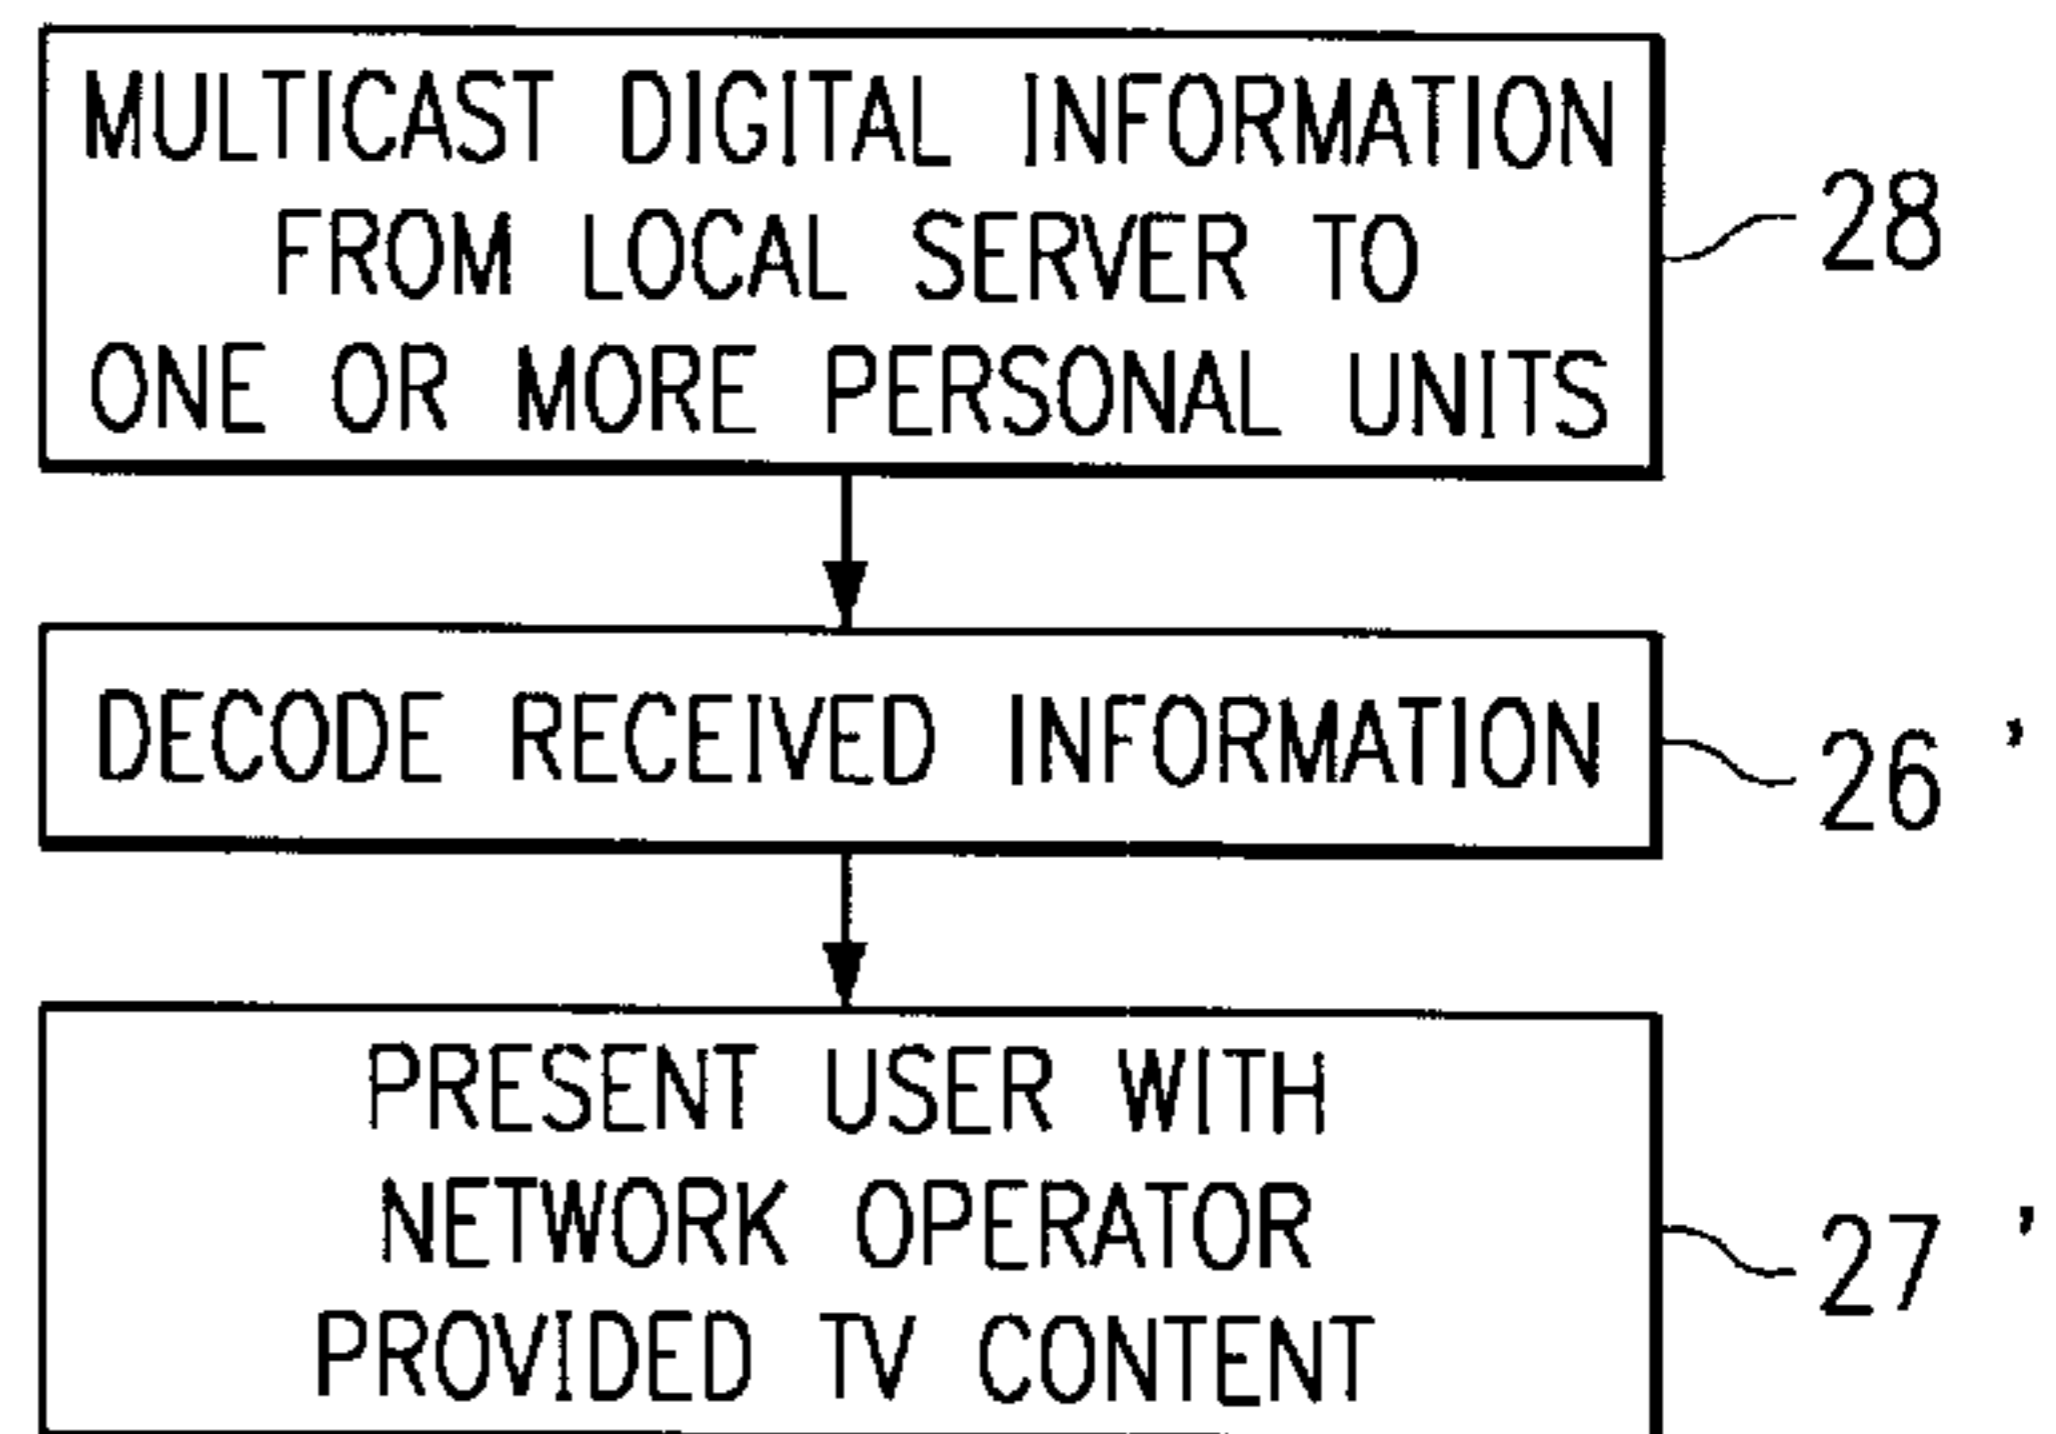 MULTICAST DIGITAL INFORMATION
FROM LOCAL SERVER TO
ONE OR MORE PERSONAL UNITS
28
DECODE RECEIVED INFORMATION
26'
PRESENT USER WITH
NETWORK OPERATOR
PROVIDED TV CONTENT
27'